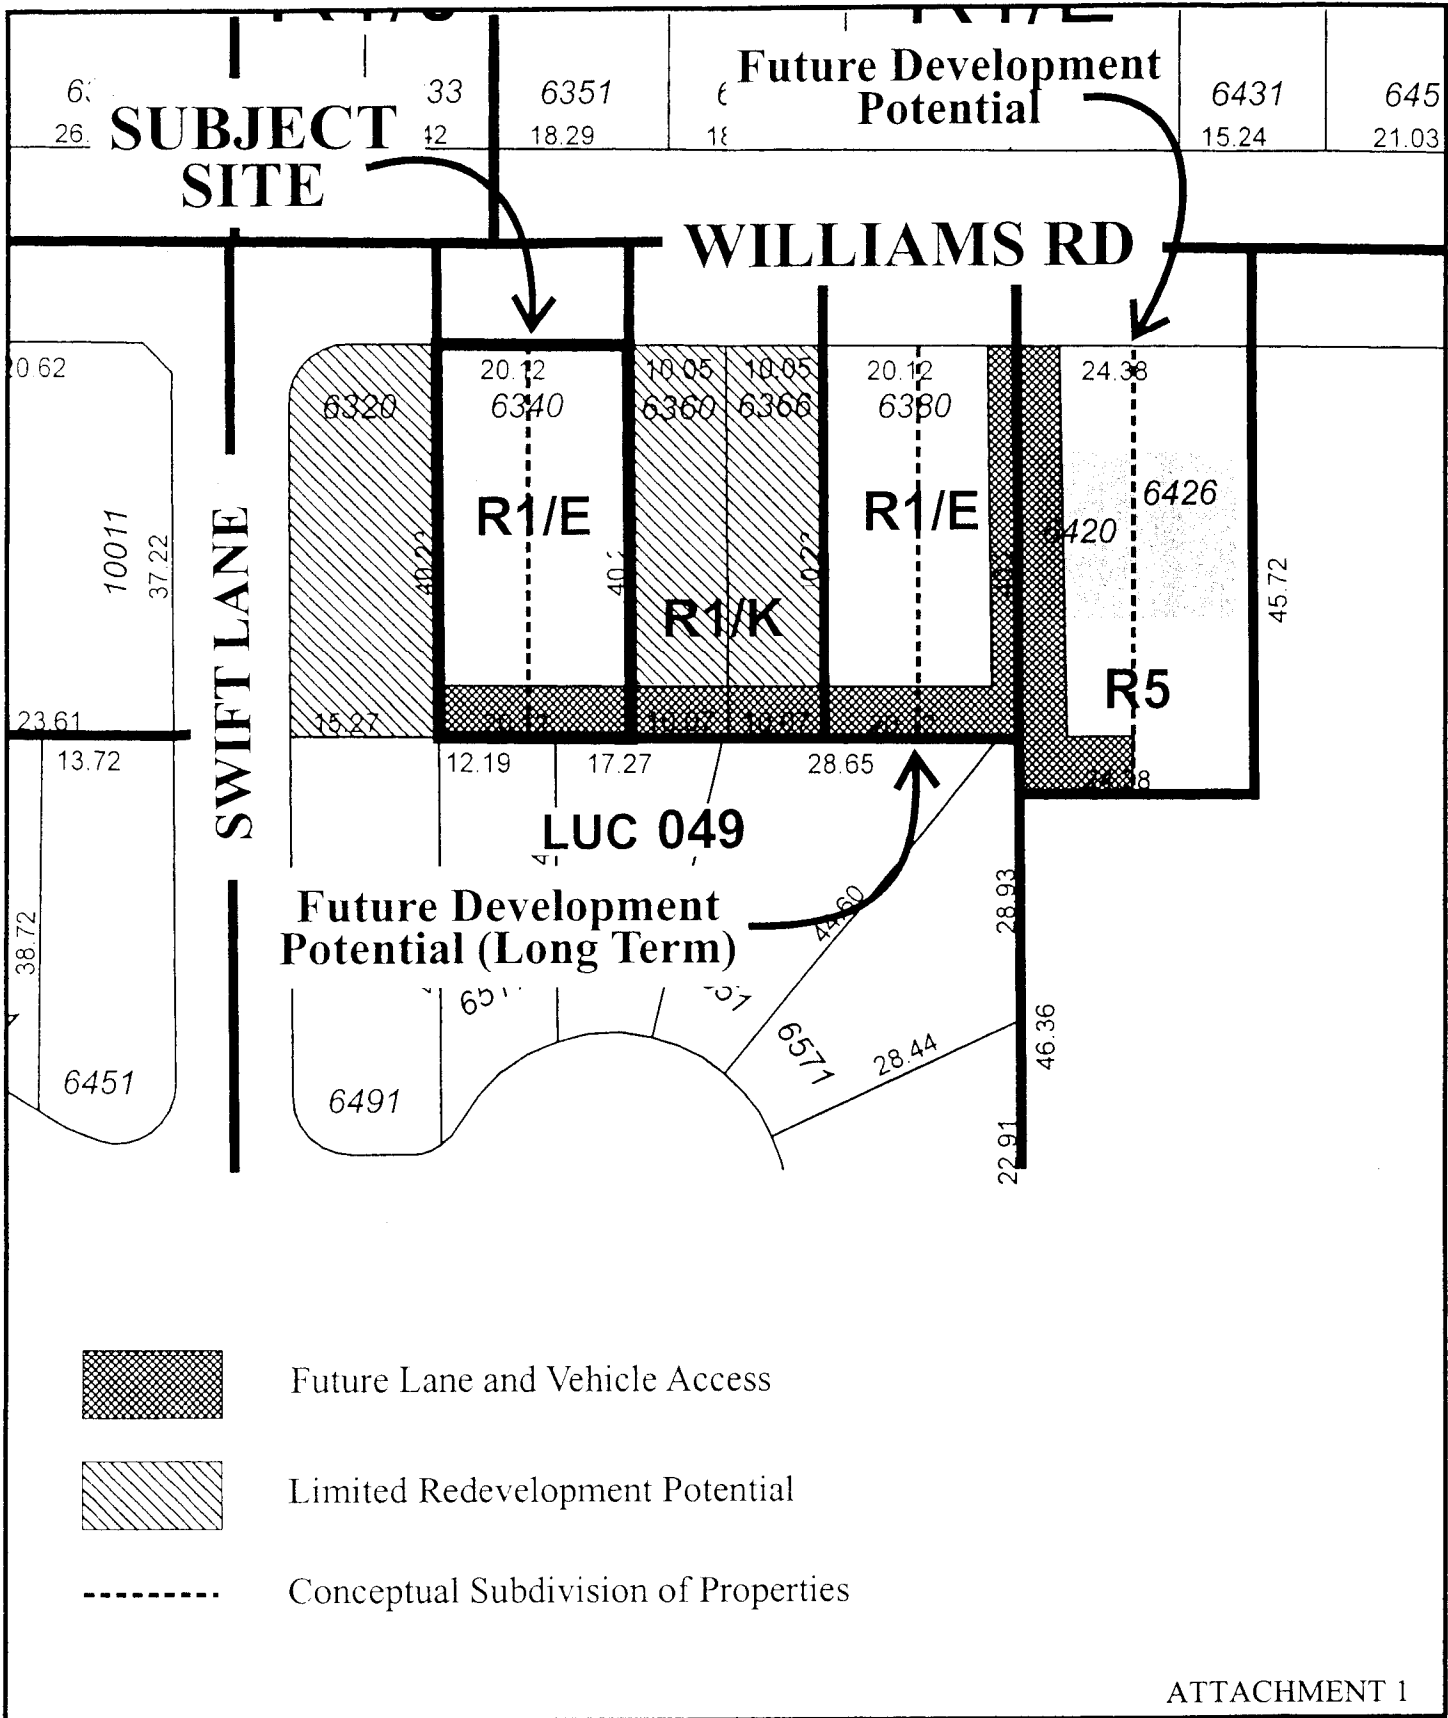 Future Development
Potential
6351
6431
645
33
18.29
15.24
21.03
26.
42
SUBJECT
SITE
WILLIAMS RD
20.62
20.12
10.05
10.05
20.12
24.38
6320
6340
6360
6366
6380
6426
6420
R1/E
R1/E
R1/K
R5
10011
37.22
45.72
SWIFT LANE
23.61
15.27
13.72
12.19
17.27
28.65
LUC 049
Future Development
Potential (Long Term)
44.60
28.93
38.72
6571
28.44
46.36
6451
6491
22.91
Future Lane and Vehicle Access
Limited Redevelopment Potential
Conceptual Subdivision of Properties
ATTACHMENT 1